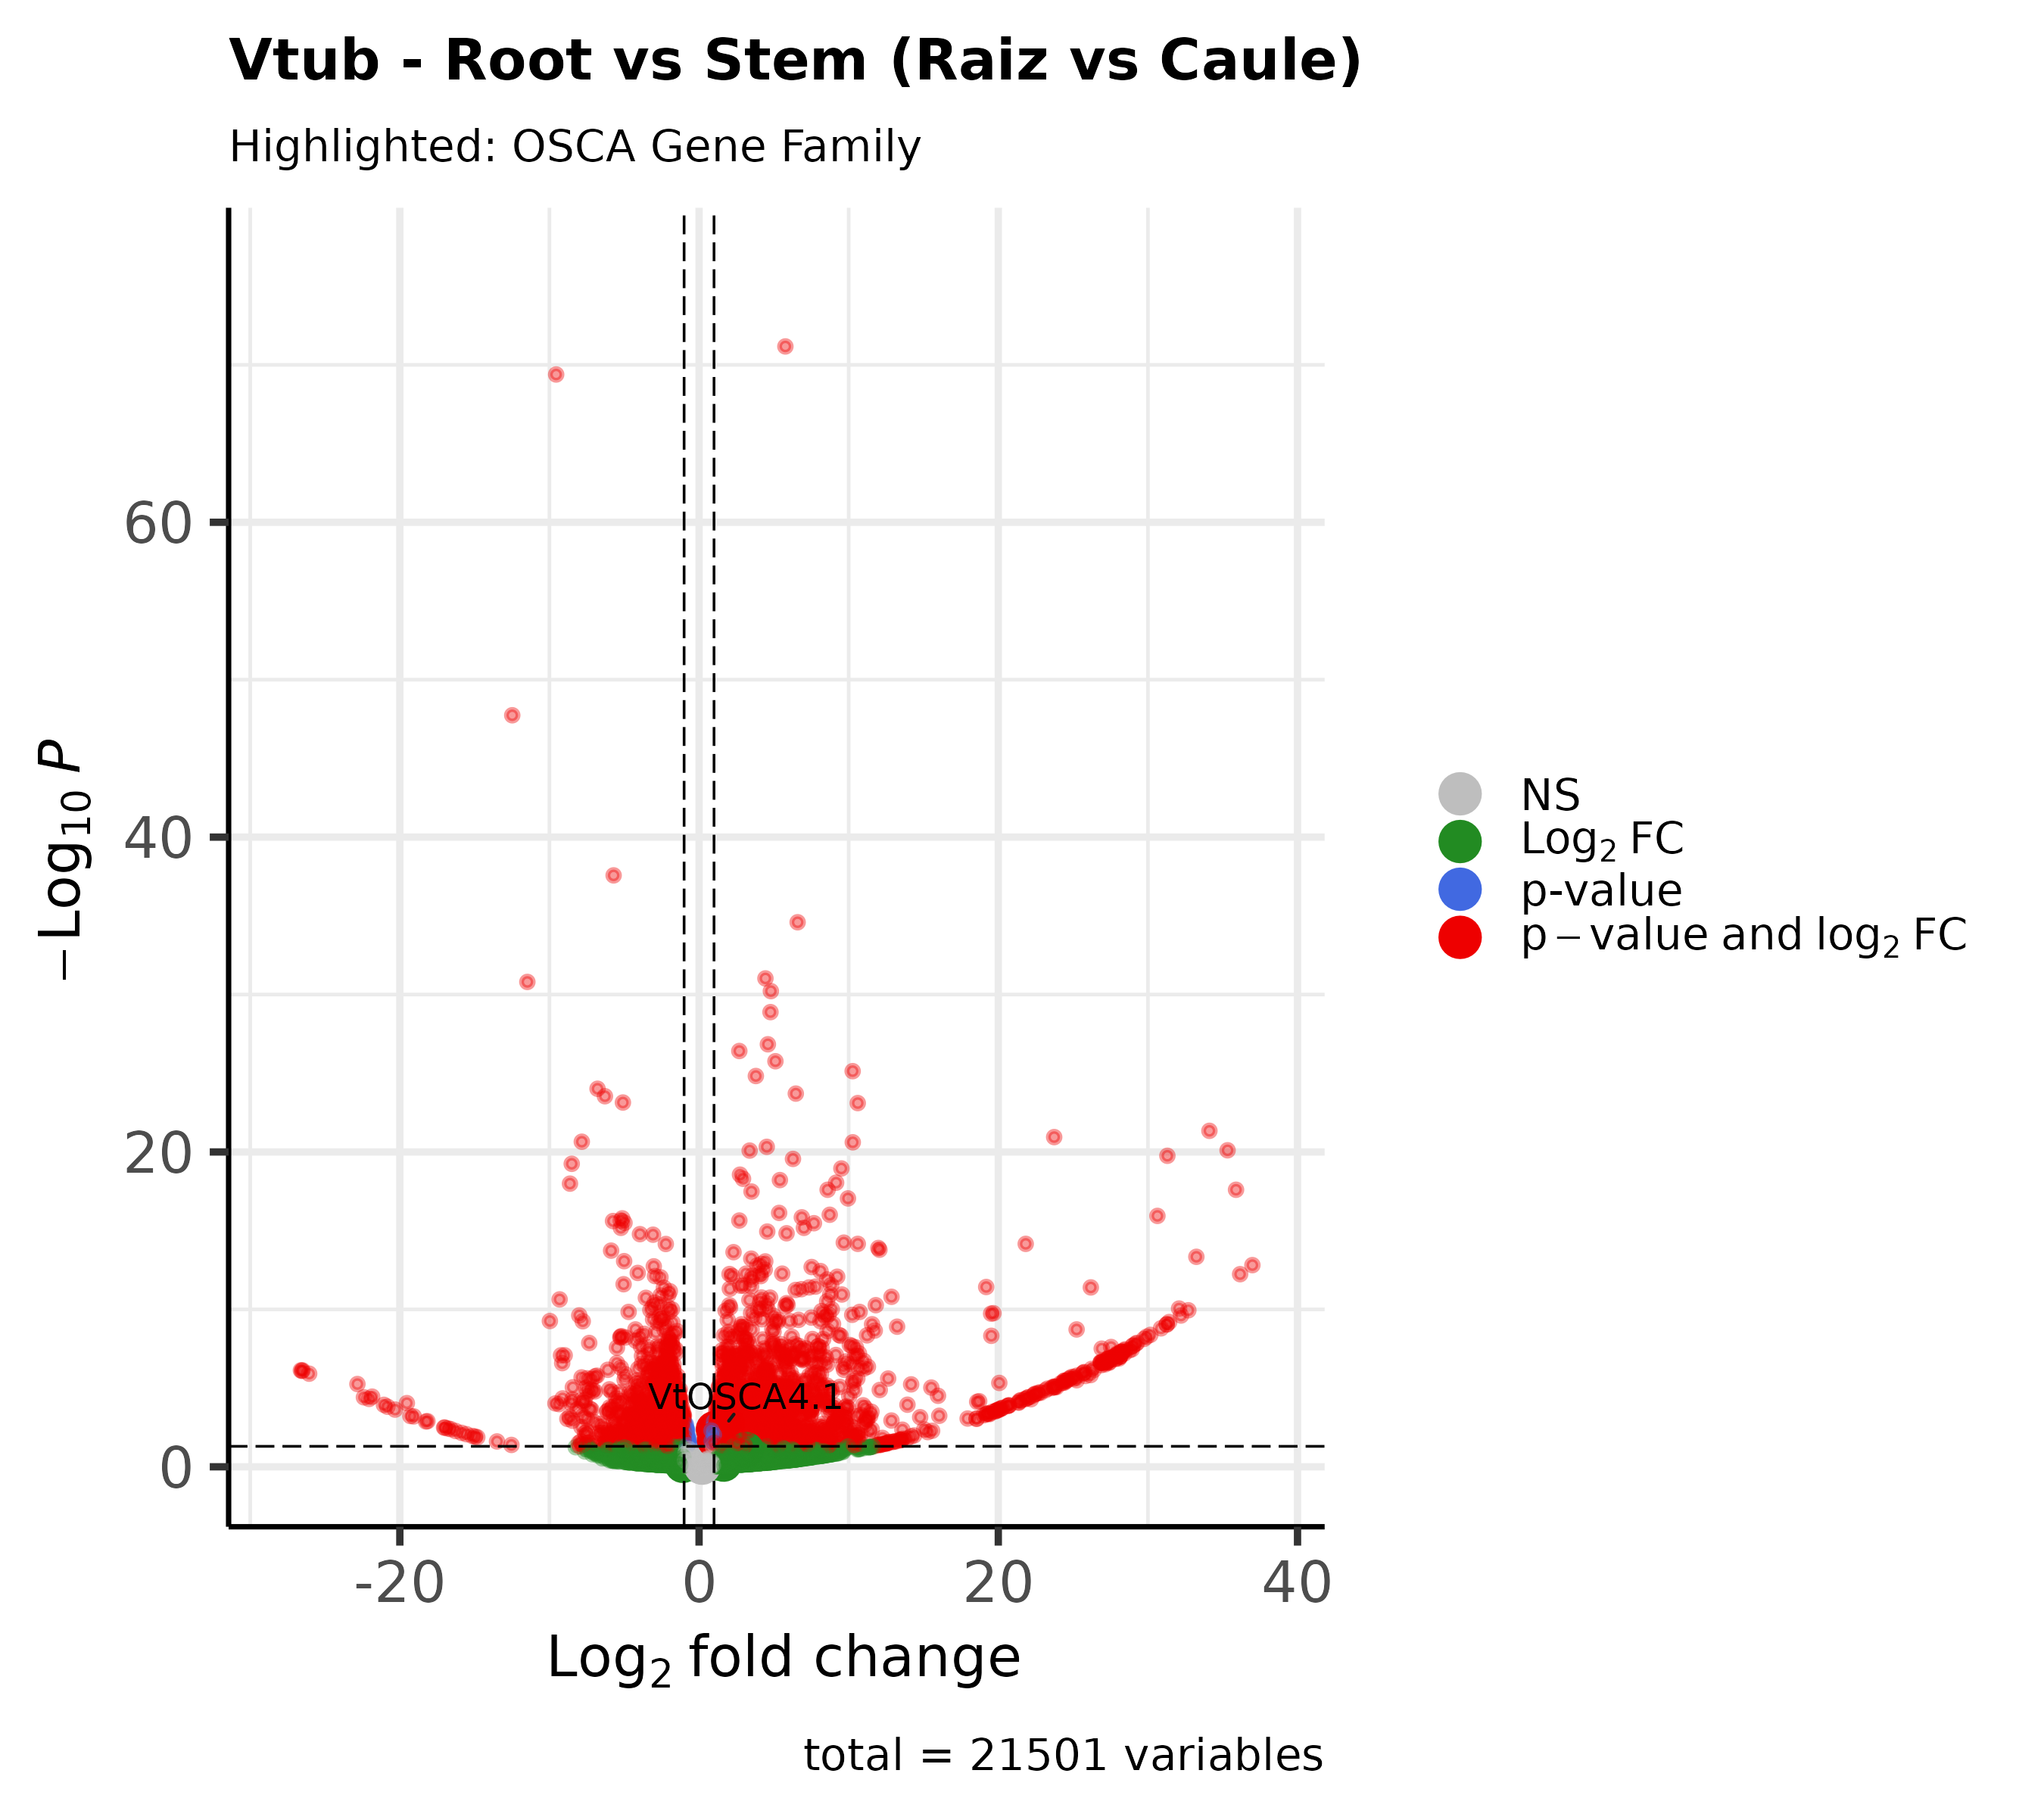 Vtub - Root vs Stem (Raiz vs Caule)
Highlighted: OSCA Gene Family
−Log₁₀ P
60
40
20
0
VtOSCA4.1
-20 0 20 40
Log₂ fold change
NS
Log₂ FC
p-value
p − value and log₂ FC
total = 21501 variables